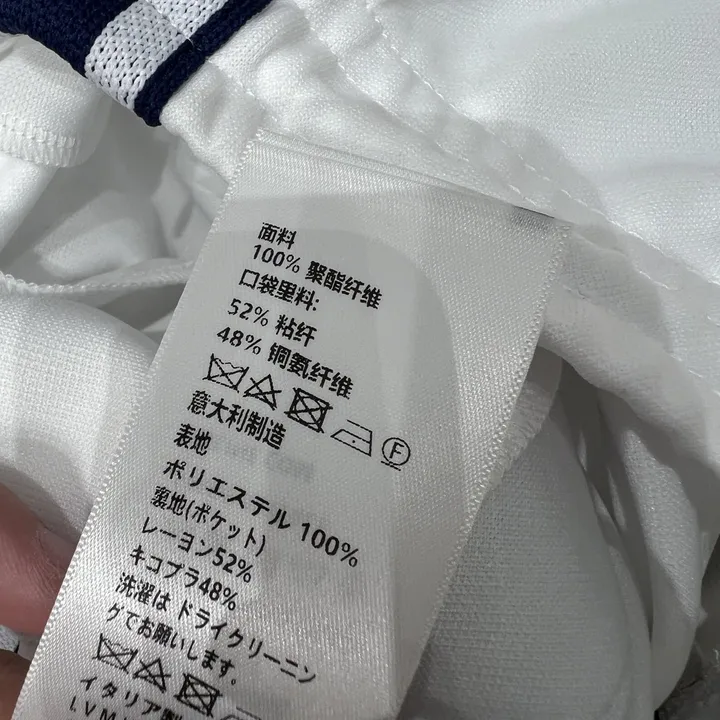 面料
100% 聚酯纤维
口袋里料:
52% 粘纤
48% 铜氨纤维
F
意大利制造
表地
ポリエステル 100%
裏地(ポケット)
レーヨン52%
キコプラ48%
洗濯は ドライクリーニン
グでお願いします。
イタリア製